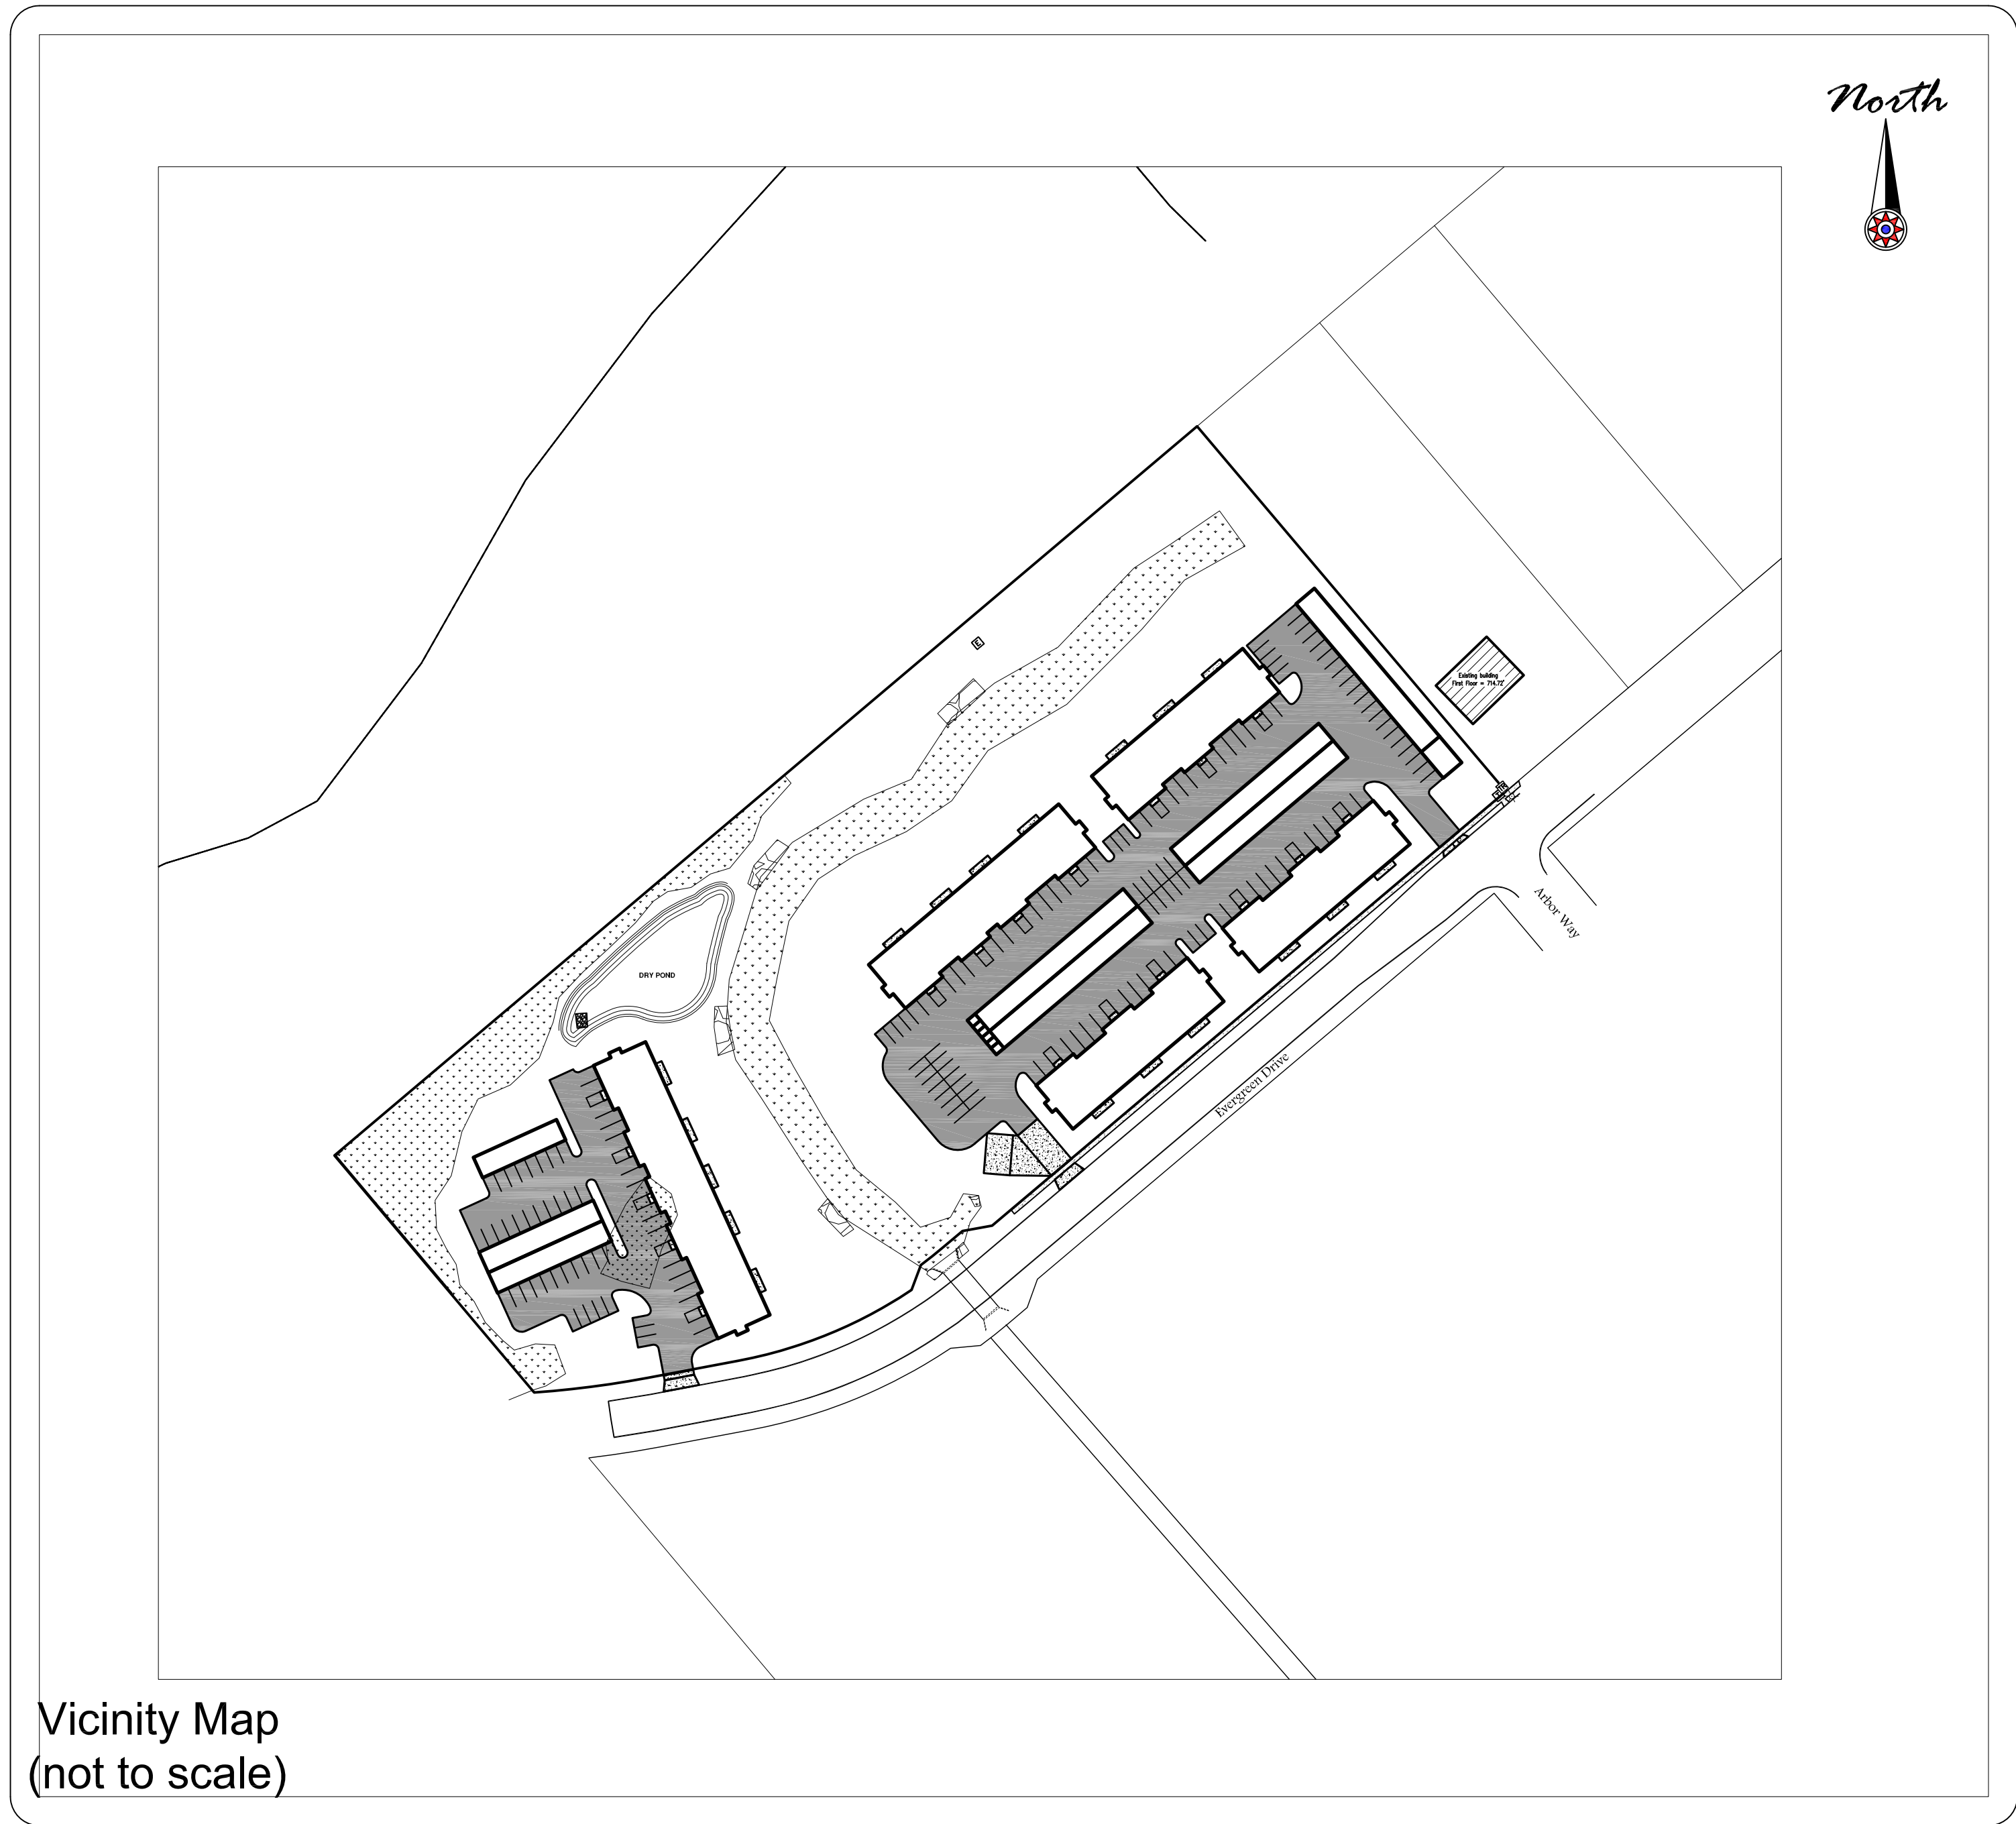 North
Existing building
First Floor = 714.72'
Arbor Way
DRY POND
Evergreen Drive
Vicinity Map
(not to scale)